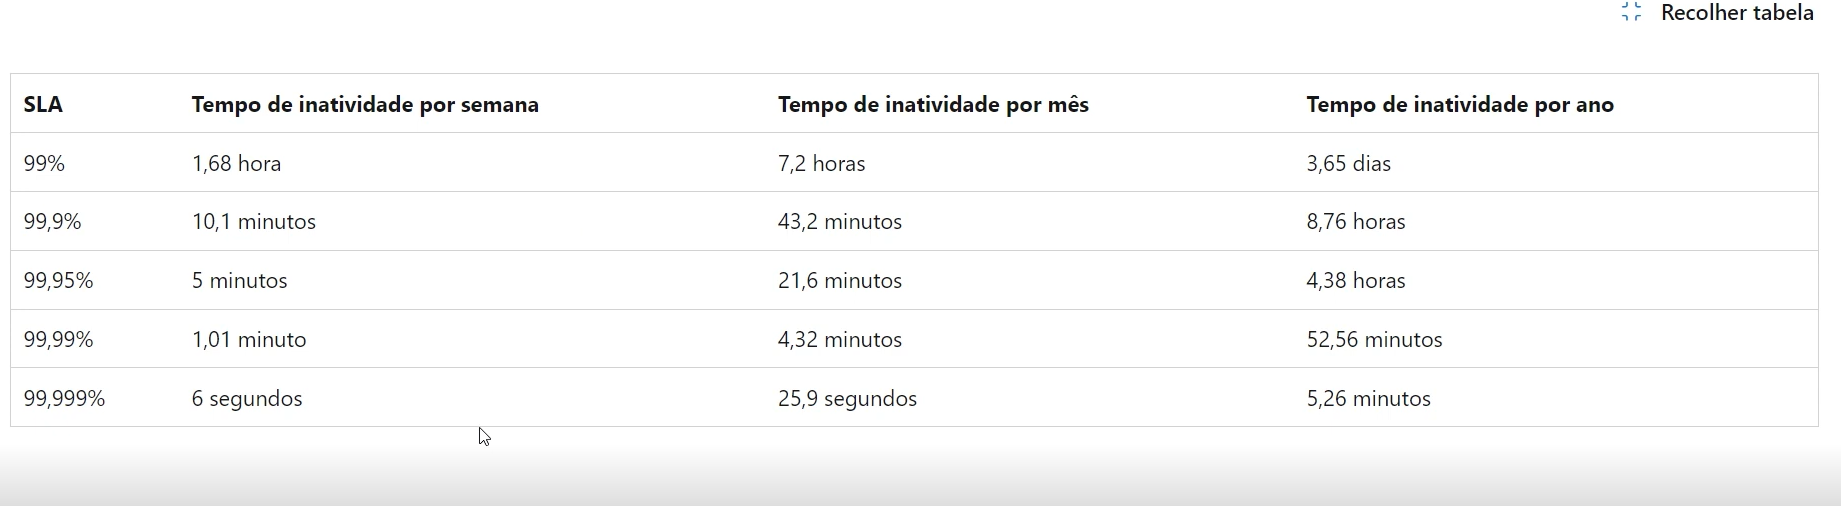 Recolher tabela
SLA Tempo de inatividade por semana Tempo de inatividade por mês Tempo de inatividade por ano
99% 1,68 hora 7,2 horas 3,65 dias
99,9% 10,1 minutos 43,2 minutos 8,76 horas
99,95% 5 minutos 21,6 minutos 4,38 horas
99,99% 1,01 minuto 4,32 minutos 52,56 minutos
99,999% 6 segundos 25,9 segundos 5,26 minutos